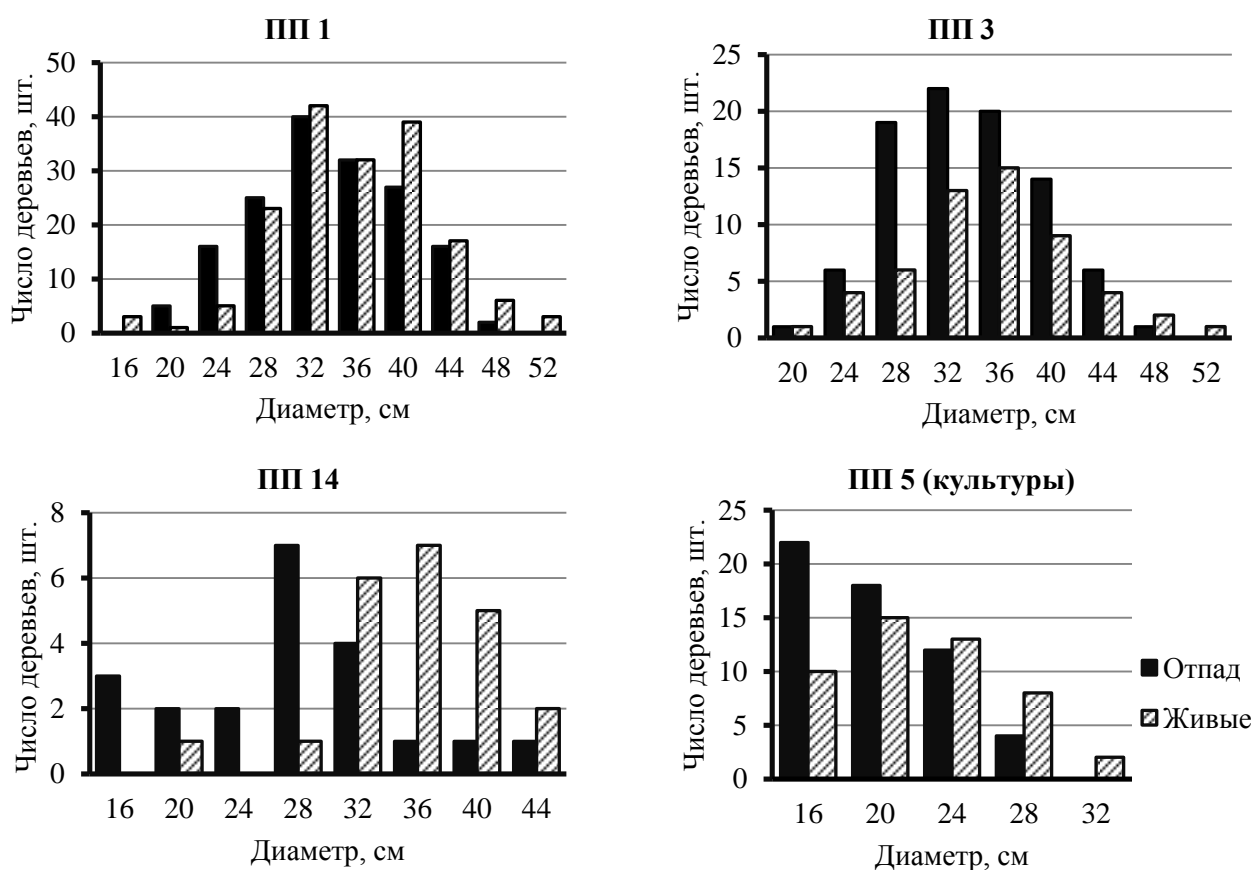 ПП 1
Число деревьев, шт.
50
40
30
20
10
0
16 20 24 28 32 36 40 44 48 52
Диаметр, см
ПП 3
Число деревьев, шт.
25
20
15
10
5
0
20 24 28 32 36 40 44 48 52
Диаметр, см
ПП 14
Число деревьев, шт.
8
6
4
2
0
16 20 24 28 32 36 40 44
Диаметр, см
ПП 5 (культуры)
Число деревьев, шт.
25
20
15
10
5
0
16 20 24 28 32
Диаметр, см
Отпад
Живые